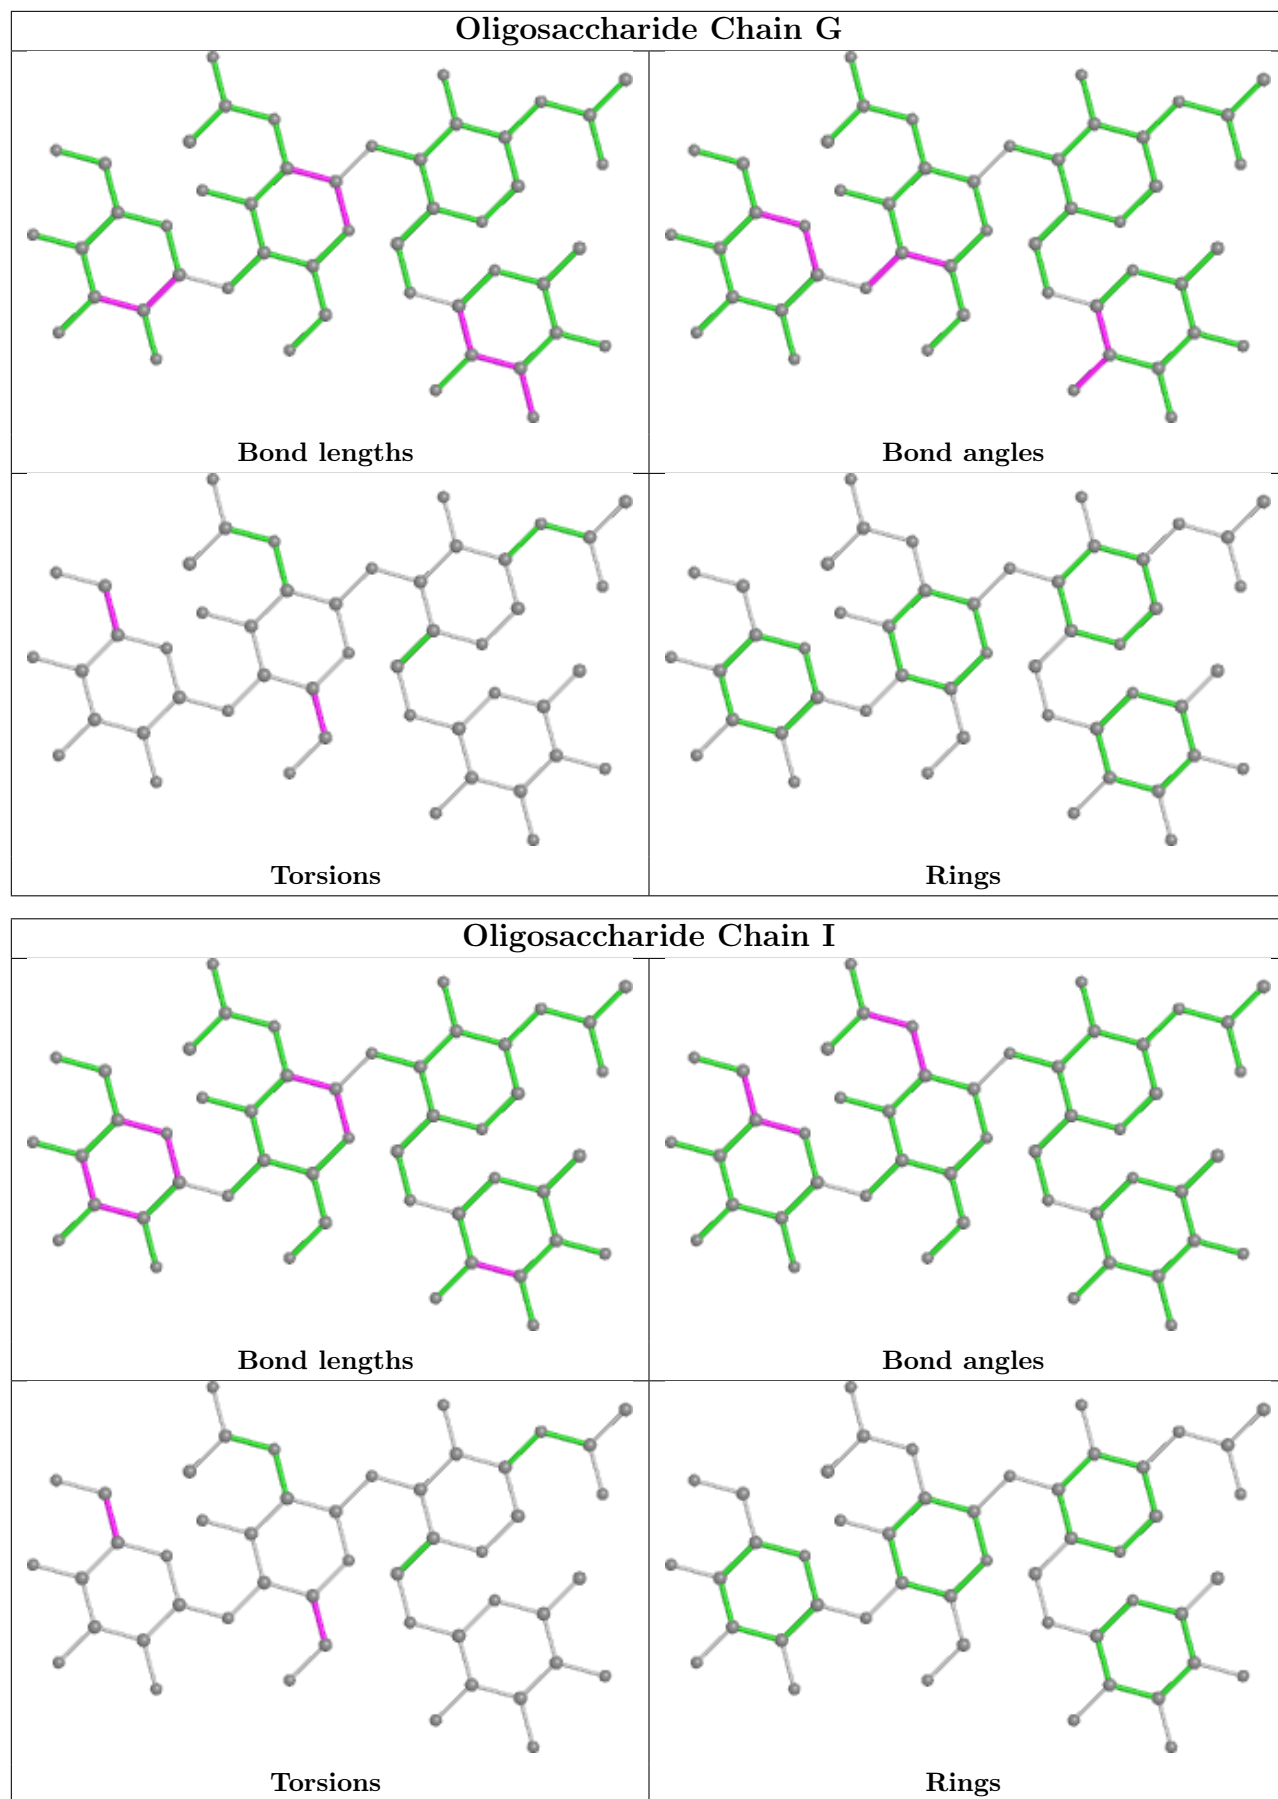 Oligosaccharide Chain G
Bond lengths
Bond angles
Torsions
Rings
Oligosaccharide Chain I
Bond lengths
Bond angles
Torsions
Rings